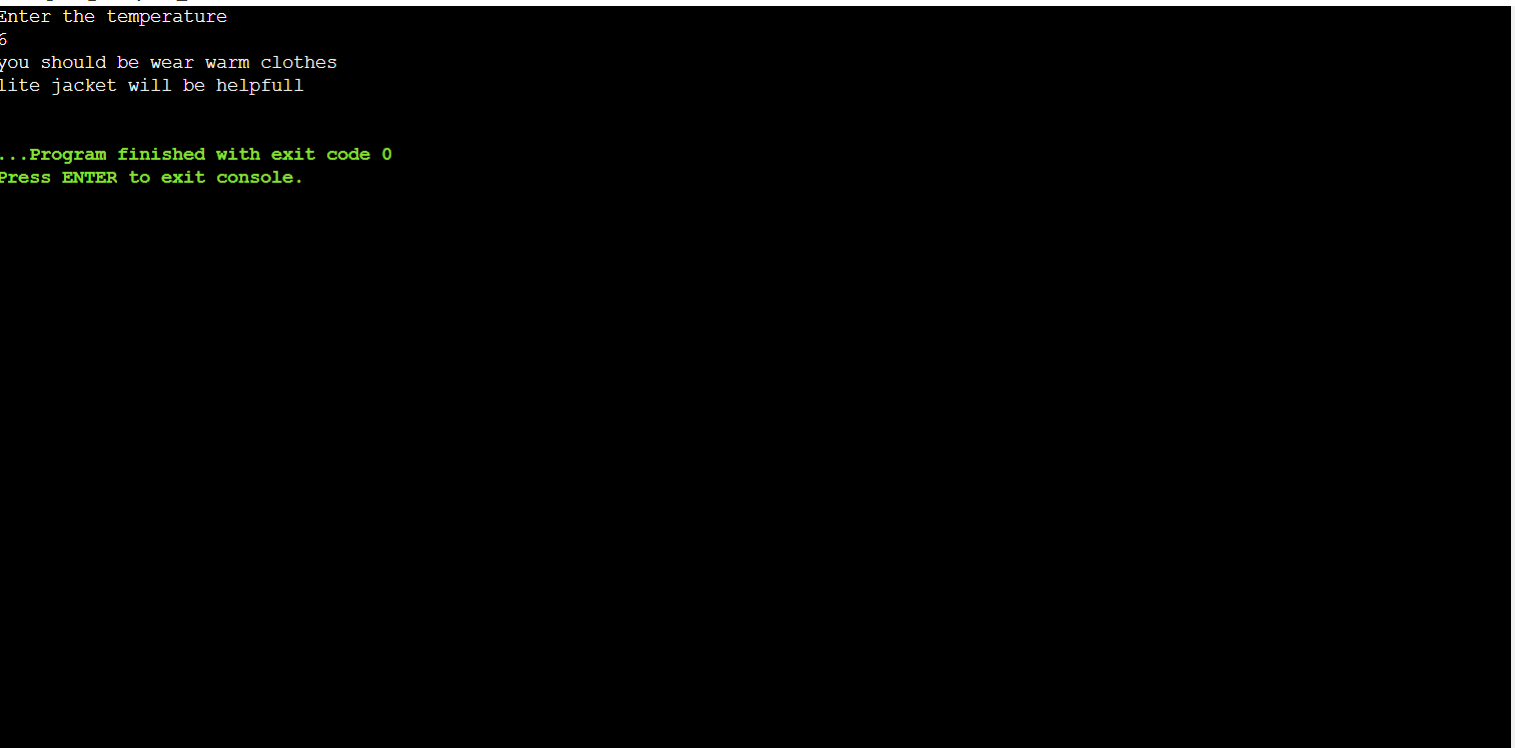 Enter the temperature
6
you should be wear warm clothes
lite jacket will be helpfull
...Program finished with exit code 0
Press ENTER to exit console.